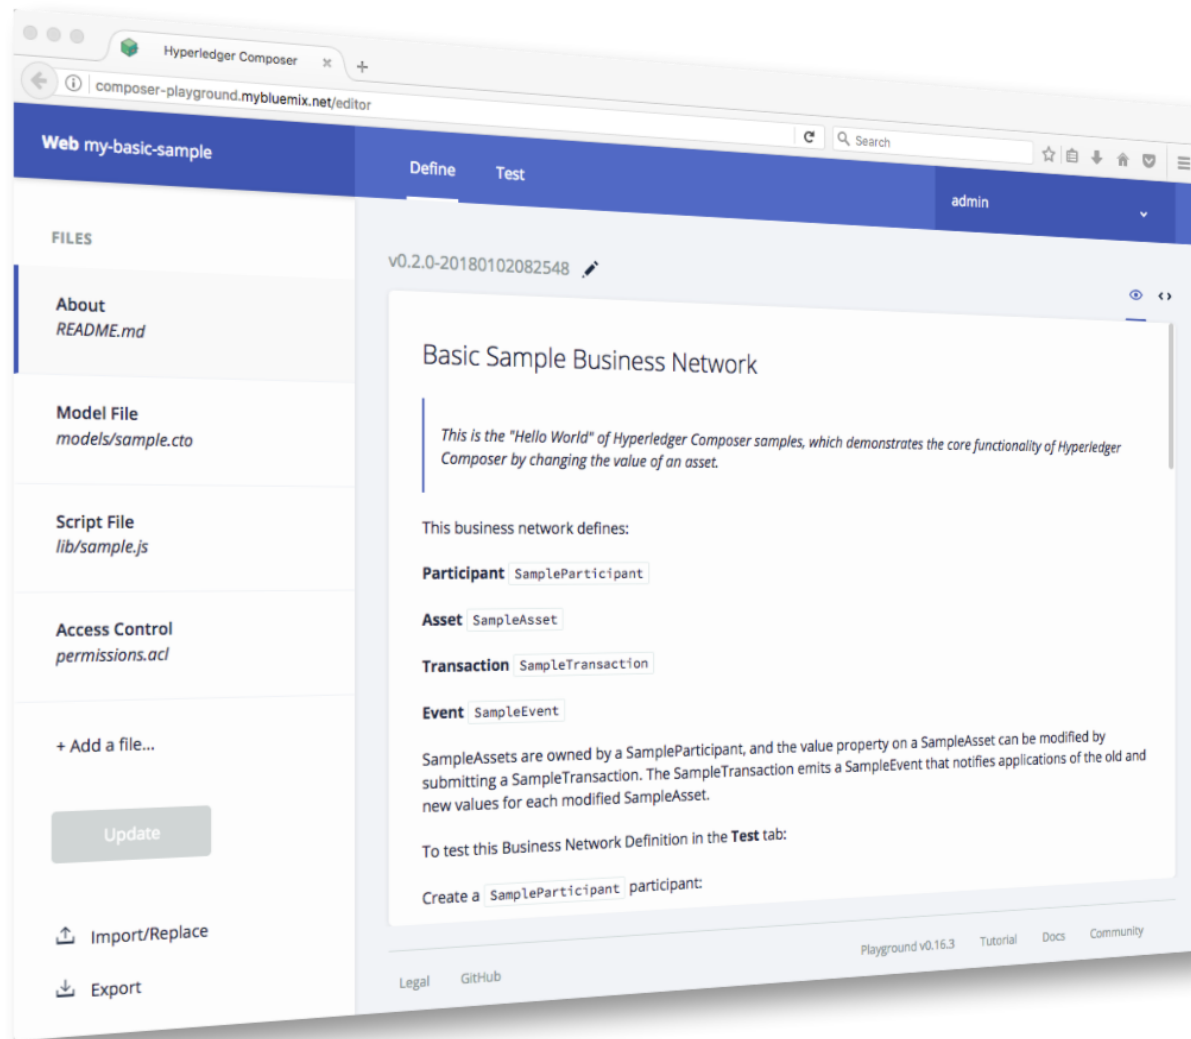 Hyperledger Composer
composer-playground.mybluemix.net/editor
Search
Web my-basic-sample
Define
Test
admin
FILES
About
README.md
Model File
models/sample.cto
Script File
lib/sample.js
Access Control
permissions.acl
+ Add a file...
Update
Import/Replace
Export
v0.2.0-20180102082548
Basic Sample Business Network
This is the "Hello World" of Hyperledger Composer samples, which demonstrates the core functionality of Hyperledger
Composer by changing the value of an asset.
This business network defines:
Participant SampleParticipant
Asset SampleAsset
Transaction SampleTransaction
Event SampleEvent
SampleAssets are owned by a SampleParticipant, and the value property on a SampleAsset can be modified by
submitting a SampleTransaction. The SampleTransaction emits a SampleEvent that notifies applications of the old and
new values for each modified SampleAsset.
To test this Business Network Definition in the Test tab:
Create a SampleParticipant participant:
Legal
GitHub
Playground v0.16.3
Tutorial
Docs
Community